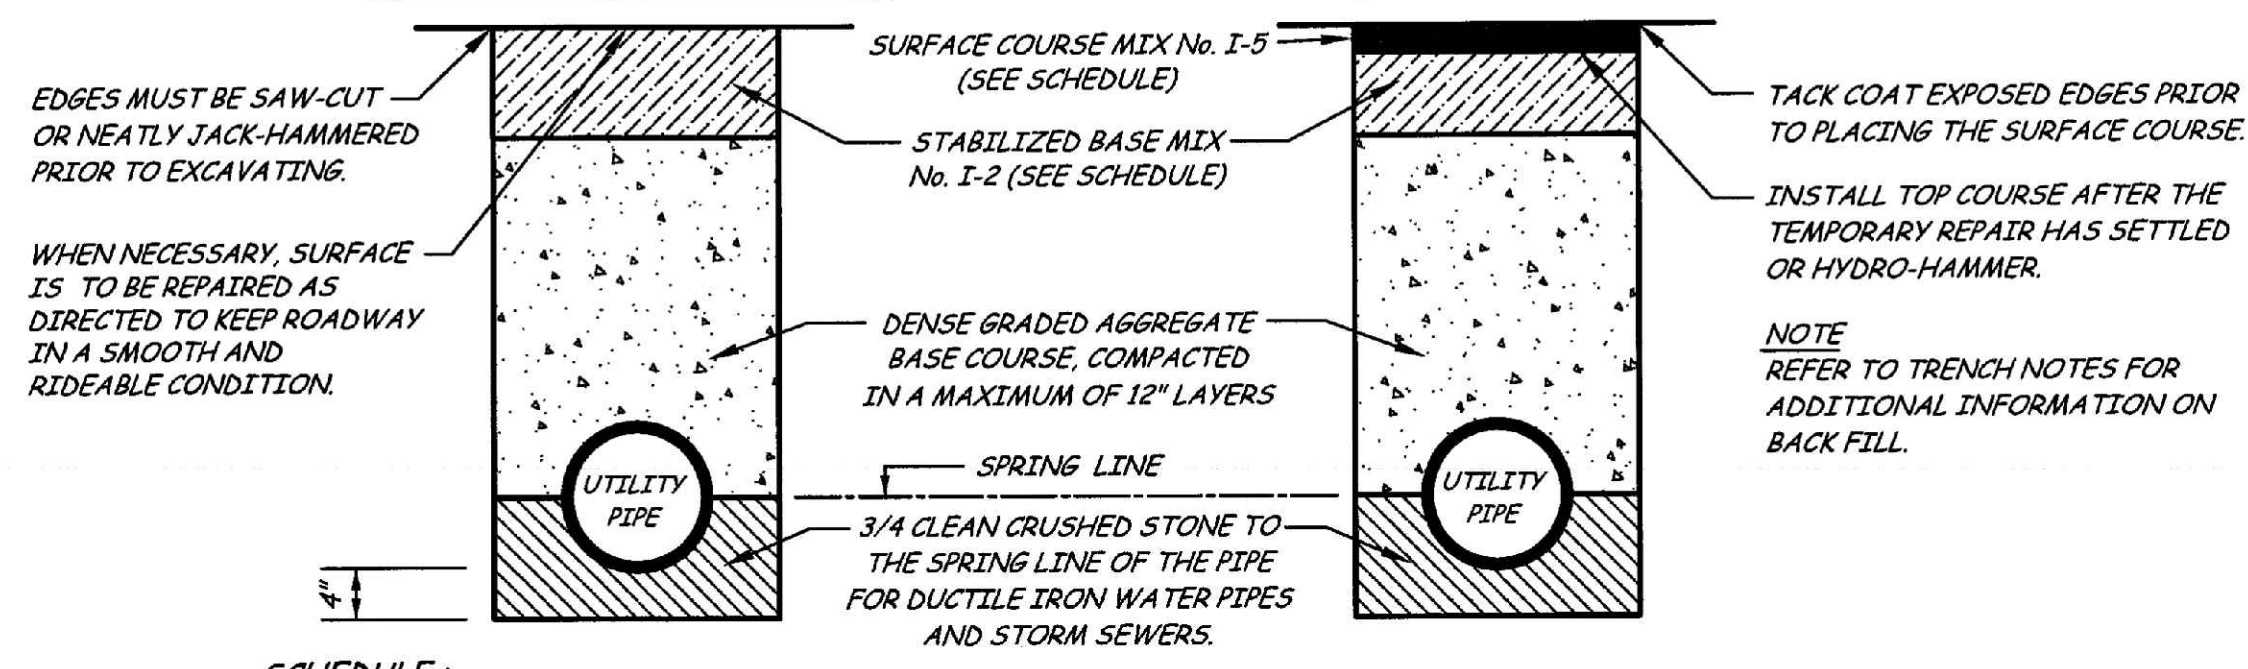 EDGES MUST BE SAW-CUT
OR NEATLY JACK-HAMMERED
PRIOR TO EXCAVATING.
WHEN NECESSARY, SURFACE
IS TO BE REPAIRED AS
DIRECTED TO KEEP ROADWAY
IN A SMOOTH AND
RIDEABLE CONDITION.
4"
UTILITY
PIPE
SURFACE COURSE MIX No. I-5
(SEE SCHEDULE)
STABILIZED BASE MIX
No. I-2 (SEE SCHEDULE)
DENSE GRADED AGGREGATE
BASE COURSE, COMPACTED
IN A MAXIMUM OF 12" LAYERS
SPRING LINE
3/4 CLEAN CRUSHED STONE TO
THE SPRING LINE OF THE PIPE
FOR DUCTILE IRON WATER PIPES
AND STORM SEWERS.
UTILITY
PIPE
TACK COAT EXPOSED EDGES PRIOR
TO PLACING THE SURFACE COURSE.
INSTALL TOP COURSE AFTER THE
TEMPORARY REPAIR HAS SETTLED
OR HYDRO-HAMMER.
NOTE
REFER TO TRENCH NOTES FOR
ADDITIONAL INFORMATION ON
BACK FILL.
SCHEDULE: